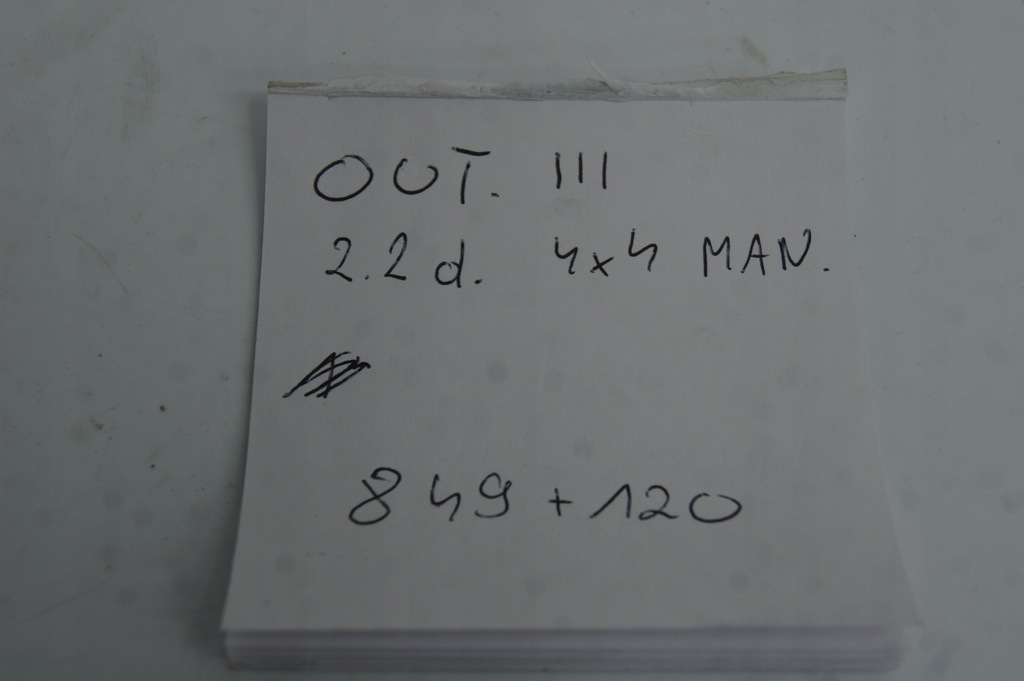 OUT. III
2.2 d. 4x4 MAN.
849 + 120